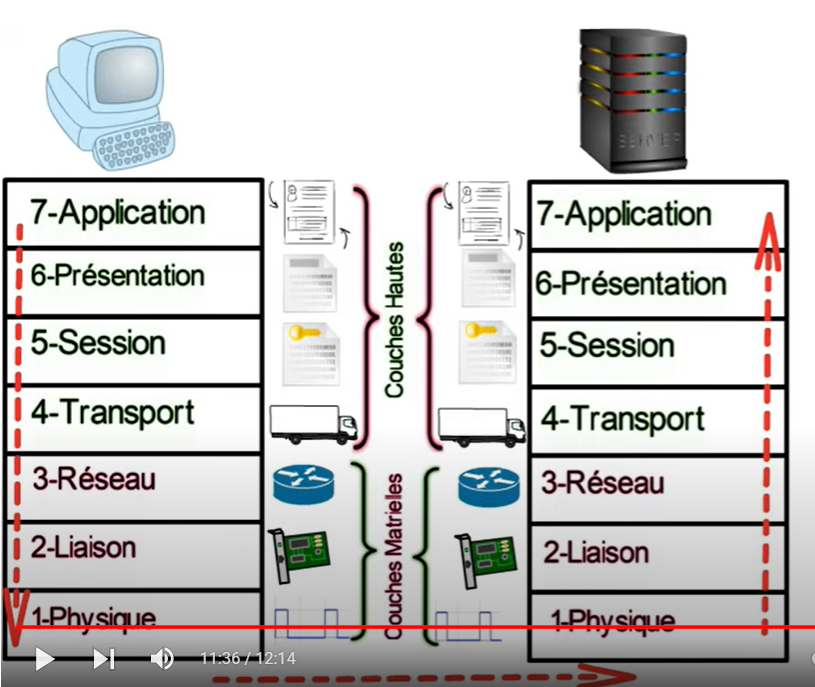 SERVER
7-Application
6-Présentation
5-Session
4-Transport
3-Réseau
2-Liaison
1-Physique
Couches Hautes
Couches Matrielles
7-Application
6-Présentation
5-Session
4-Transport
3-Réseau
2-Liaison
1-Physique
11:36 / 12:14